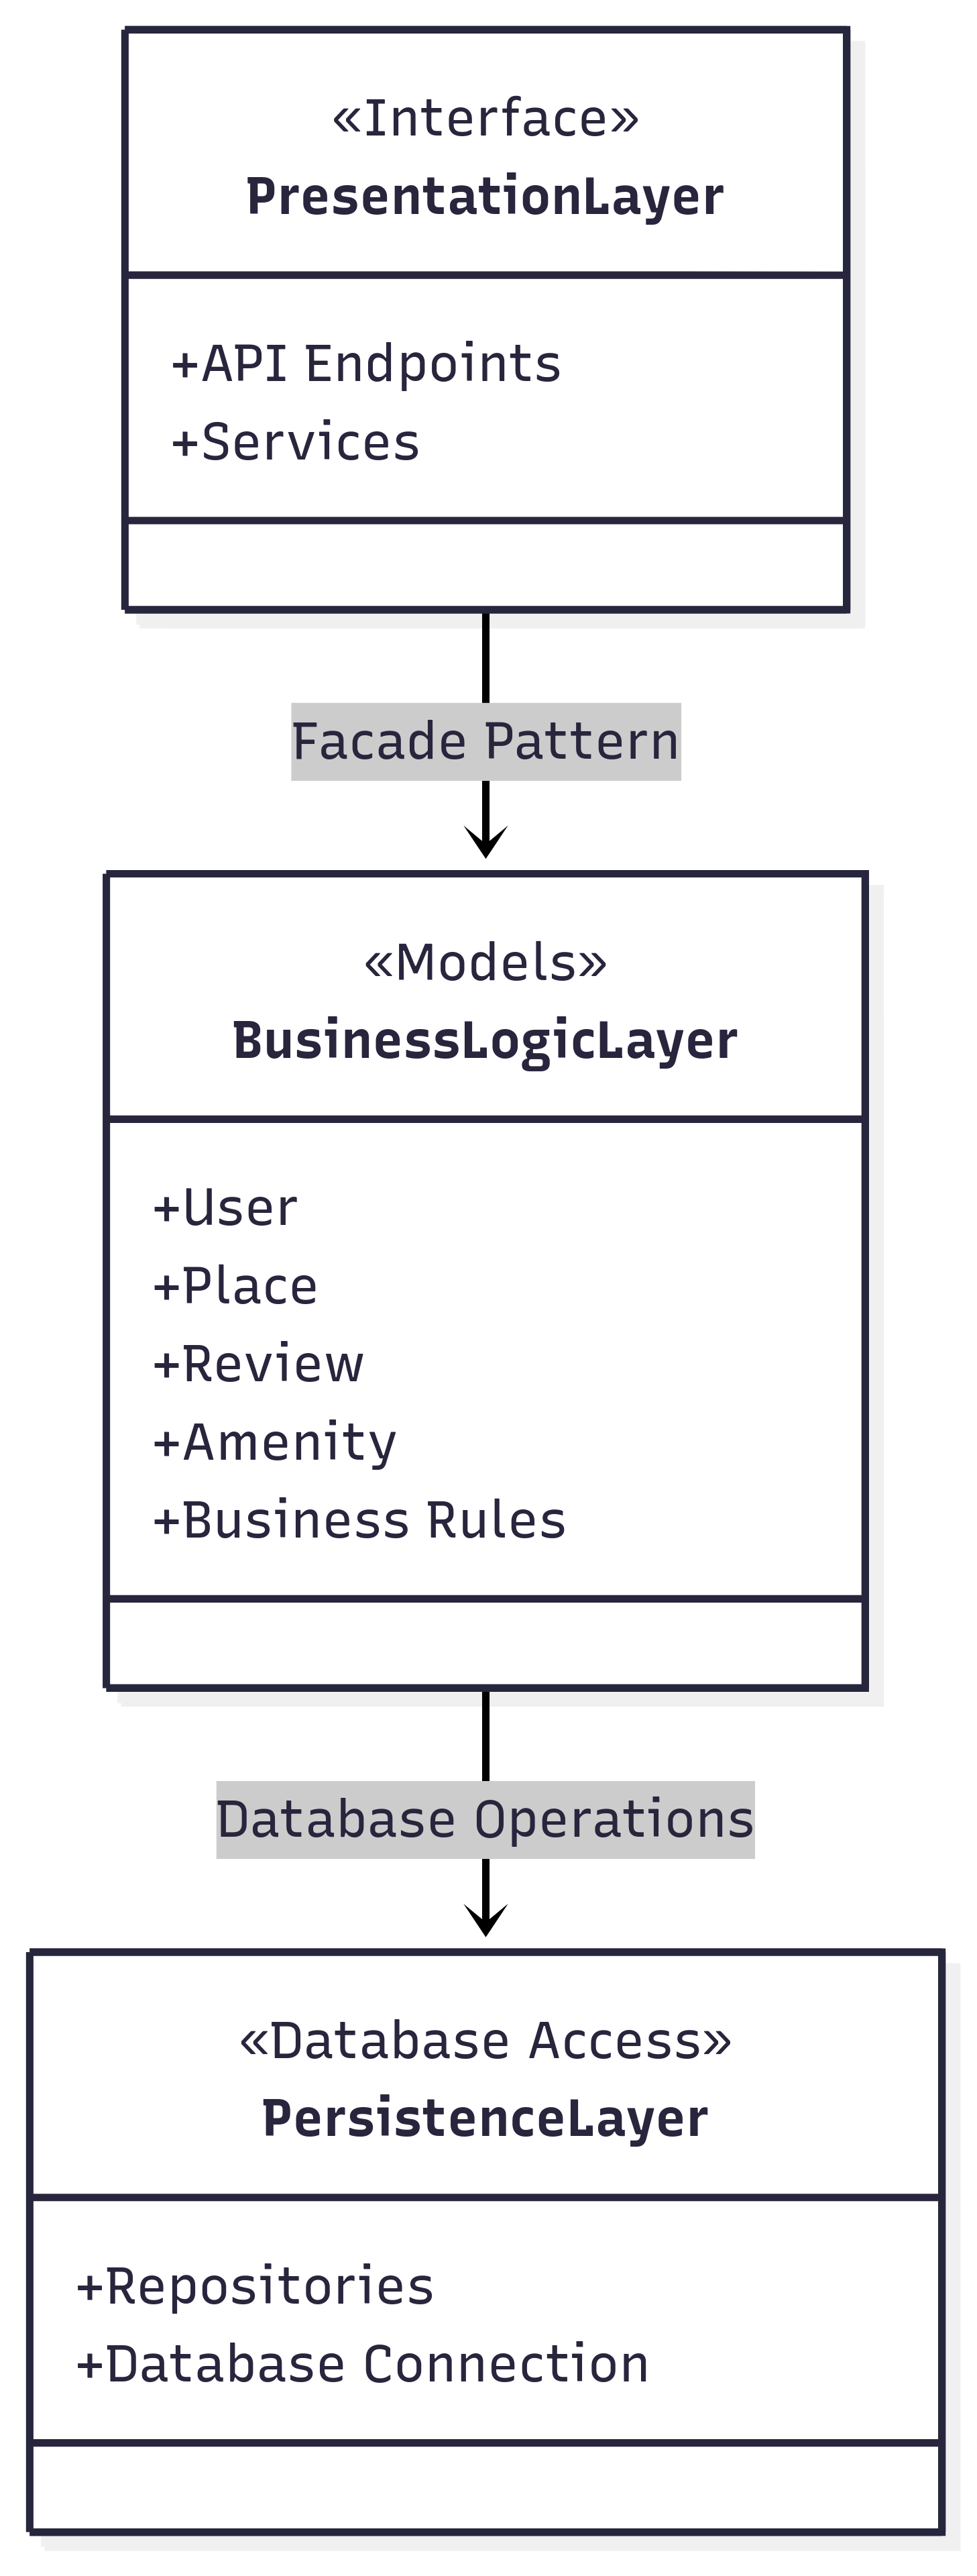 «Interface»
PresentationLayer
+API Endpoints
+Services
Facade Pattern
«Models»
BusinessLogicLayer
+User
+Place
+Review
+Amenity
+Business Rules
Database Operations
«Database Access»
PersistenceLayer
+Repositories
+Database Connection